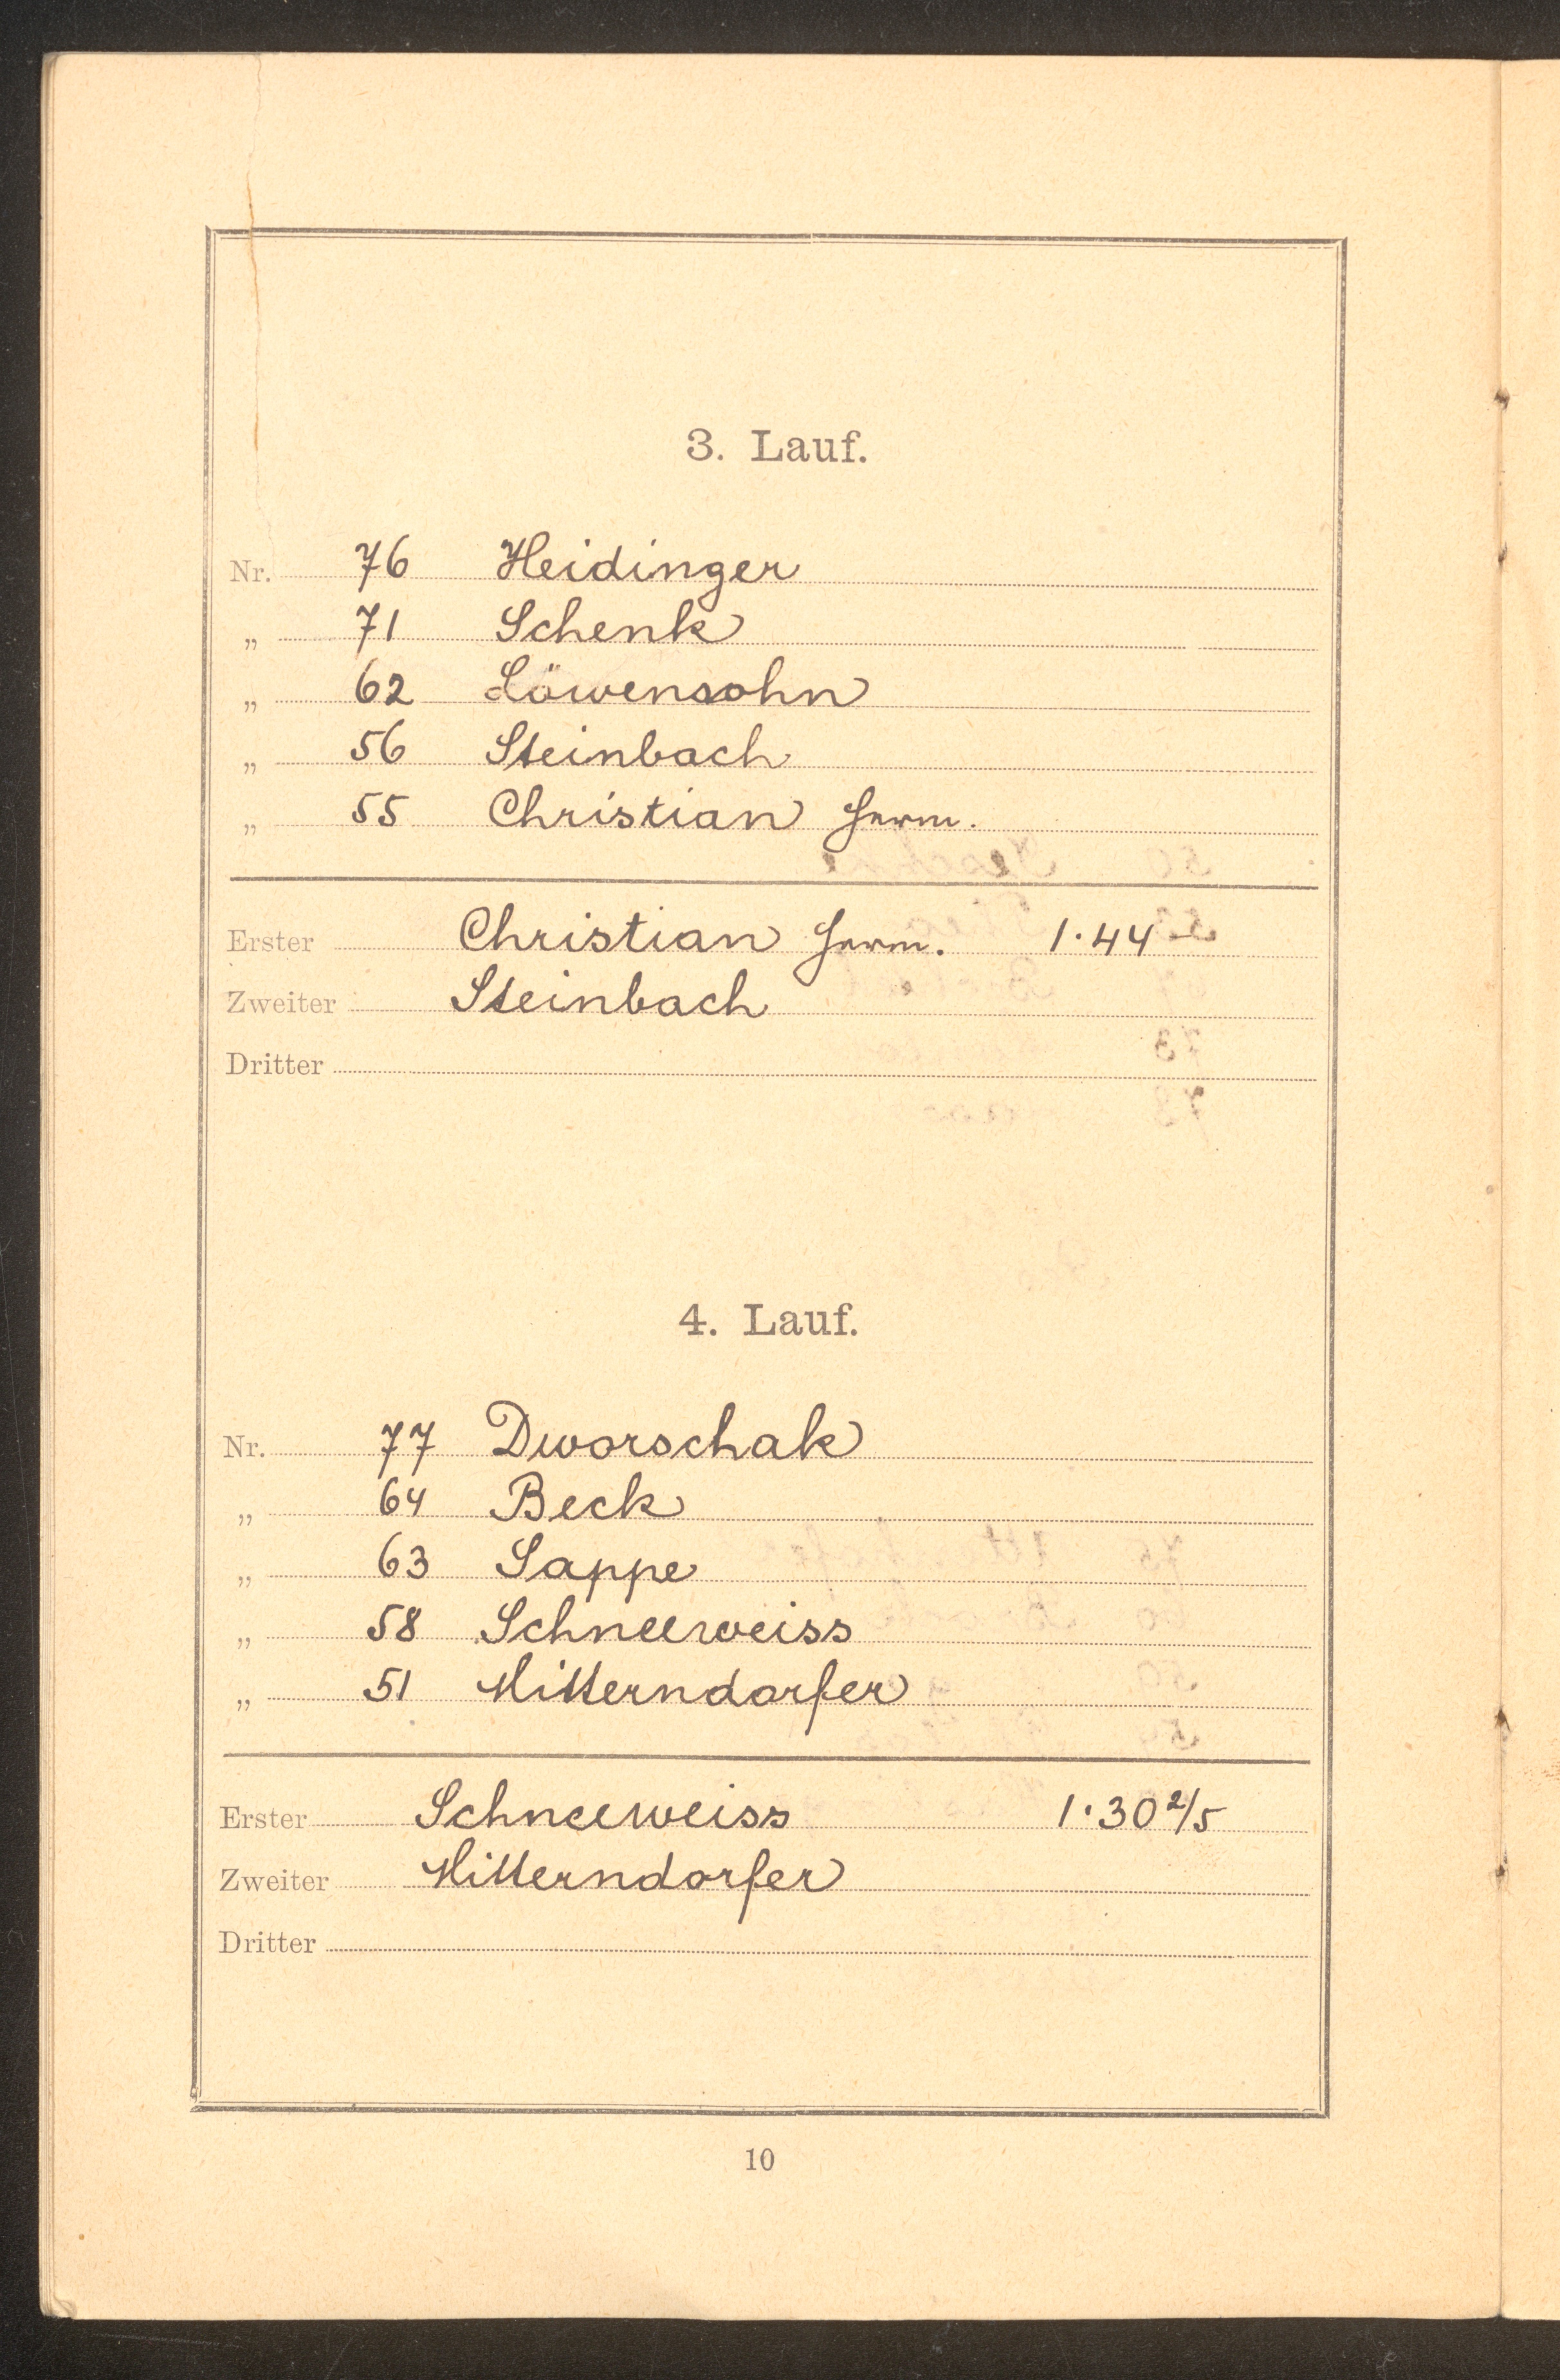 3. Lauf.
Nr. 76 Heidinger
„ 71 Schenk
„ 62 Löwensohn
„ 56 Steinbach
„ 55 Christian Herm.
Erster Christian Herm. 1·44
Zweiter Steinbach
Dritter
4. Lauf.
Nr. 77 Dworschak
„ 64 Beck
„ 63 Sappe
„ 58 Schneeweiss
„ 51 Mitterndorfer
Erster Schneeweiss 1·30 2/5
Zweiter Mitterndorfer
Dritter
10